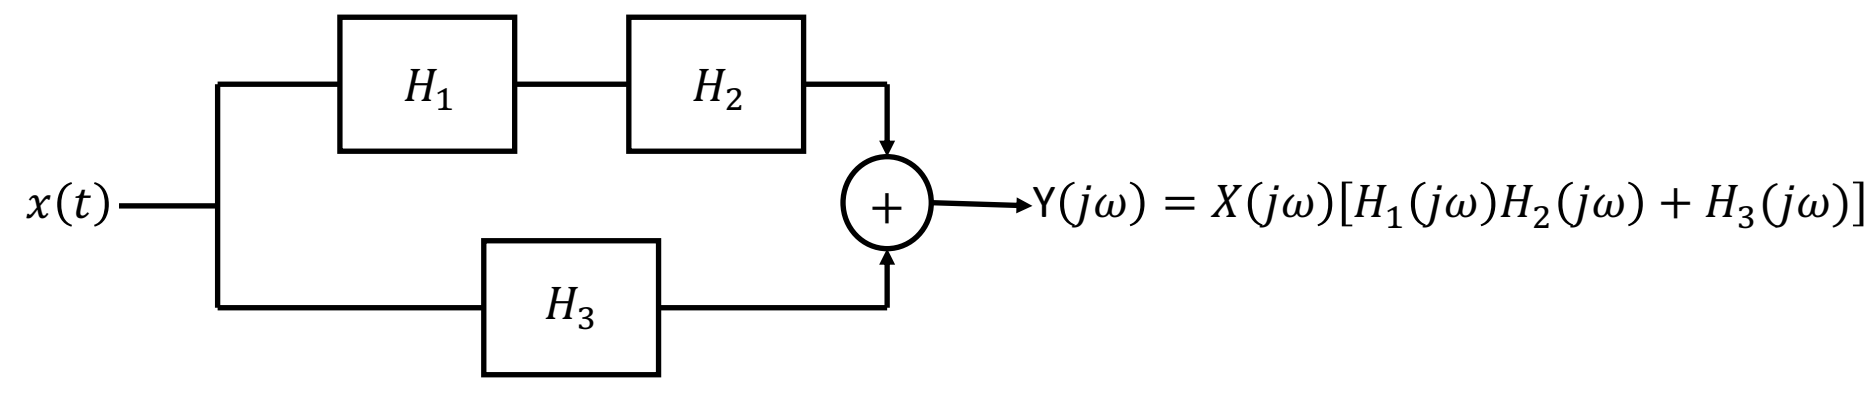 H₁
H₂
x(t)
+
Y(jω) = X(jω)[H₁(jω)H₂(jω) + H₃(jω)]
H₃